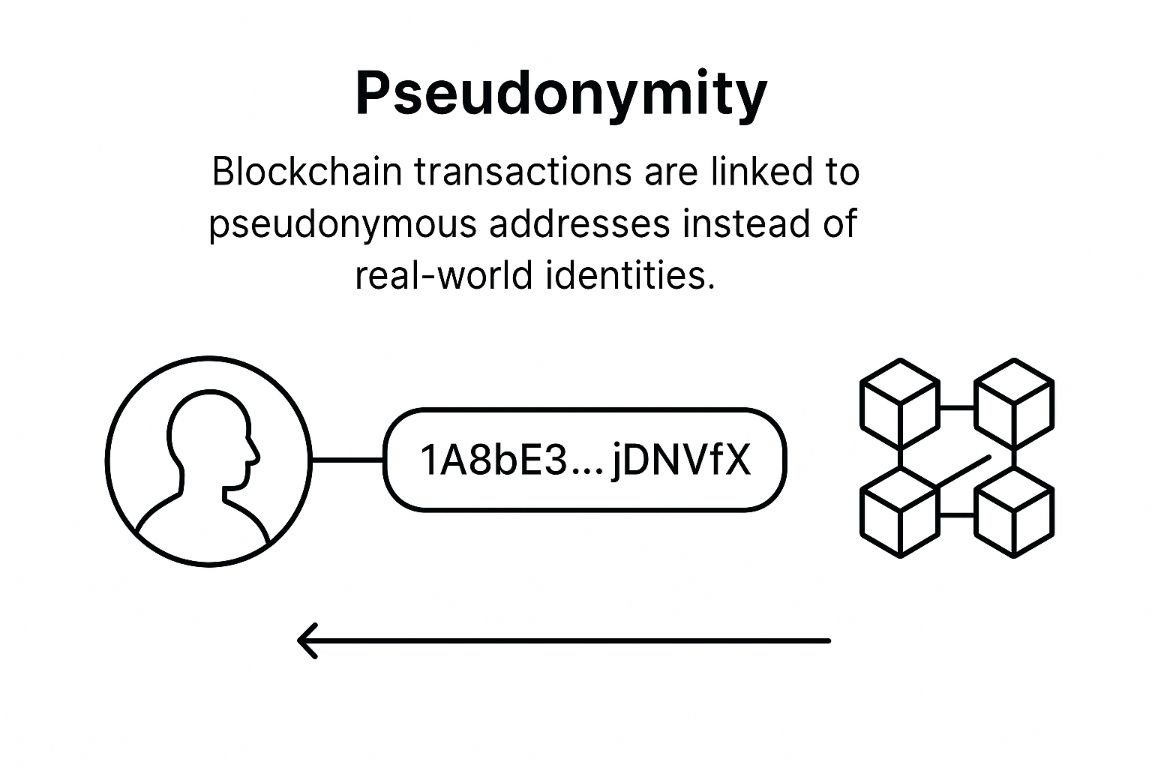 Pseudonymity
Blockchain transactions are linked to
pseudonymous addresses instead of
real-world identities.
1A8bE3...jDNVfX